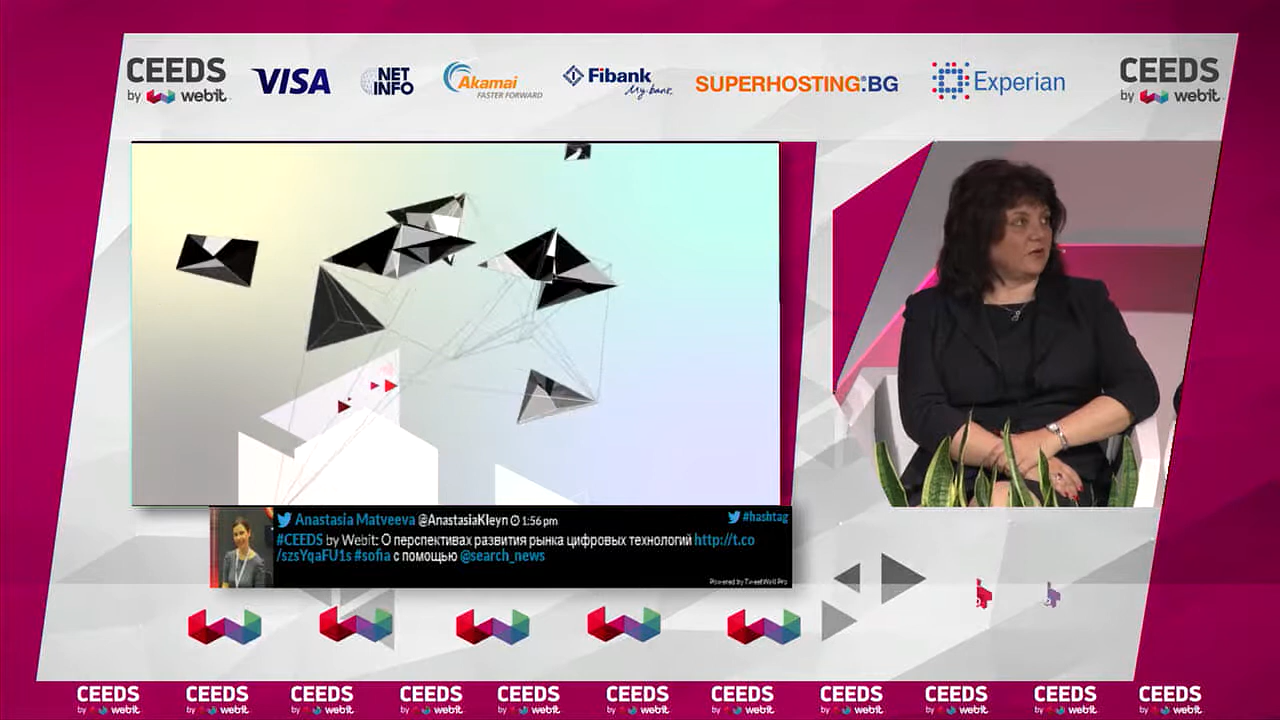 CEEDS
by webit
VISA
NET
INFO
Akamai
FASTER FORWARD
Fibank
My bank.
SUPERHOSTING.BG
Experian
CEEDS
by webit
Anastasia Matveeva @AnastasiaKleyn 1:56 pm
#hashtag
#CEEDS by Webit: О перспективах развития рынка цифровых технологий http://t.co
/szsYqaFU1s #sofia с помощью @search_news
Powered by TweetWall Pro
CEEDS CEEDS CEEDS CEEDS CEEDS CEEDS CEEDS CEEDS CEEDS CEEDS CEEDS
by webit by webit by webit by webit by webit by webit by webit by webit by webit by webit by webit